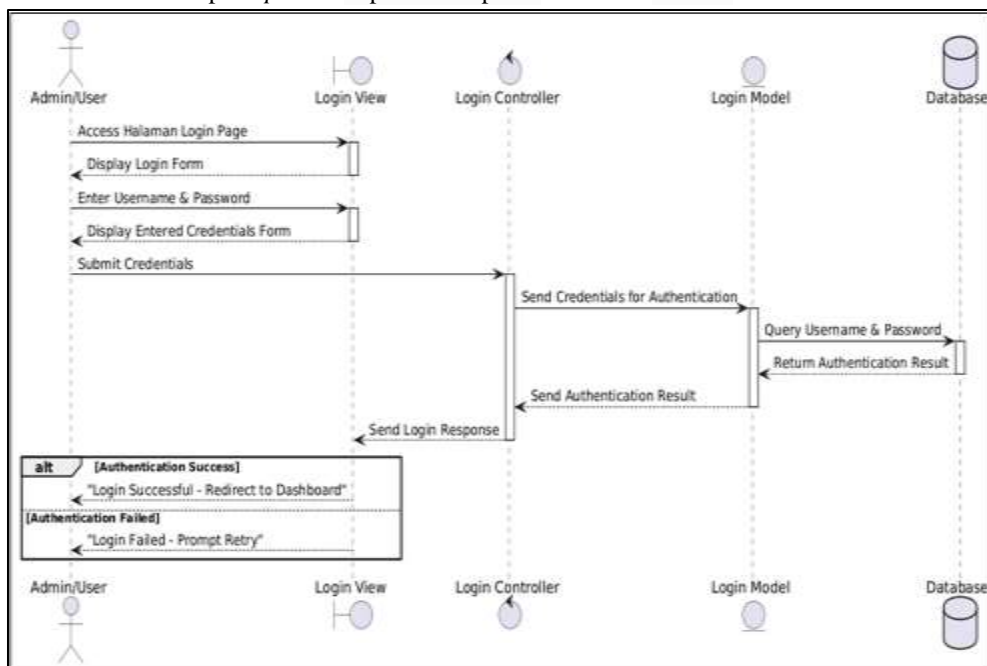 Admin/User Login View Login Controller Login Model Database
Access Halaman Login Page
Display Login Form
Enter Username & Password
Display Entered Credentials Form
Submit Credentials
Send Credentials for Authentication
Query Username & Password
Return Authentication Result
Send Authentication Result
Send Login Response
alt [Authentication Success]
"Login Successful - Redirect to Dashboard"
[Authentication Failed]
"Login Failed - Prompt Retry"
Admin/User Login View Login Controller Login Model Database